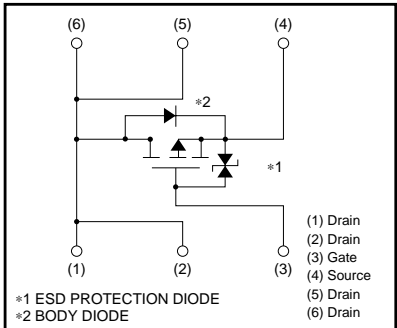 (6) (5) (4)
∗2
∗1
(1) (2) (3)
(1) Drain
(2) Drain
(3) Gate
(4) Source
(5) Drain
(6) Drain
∗1 ESD PROTECTION DIODE
∗2 BODY DIODE